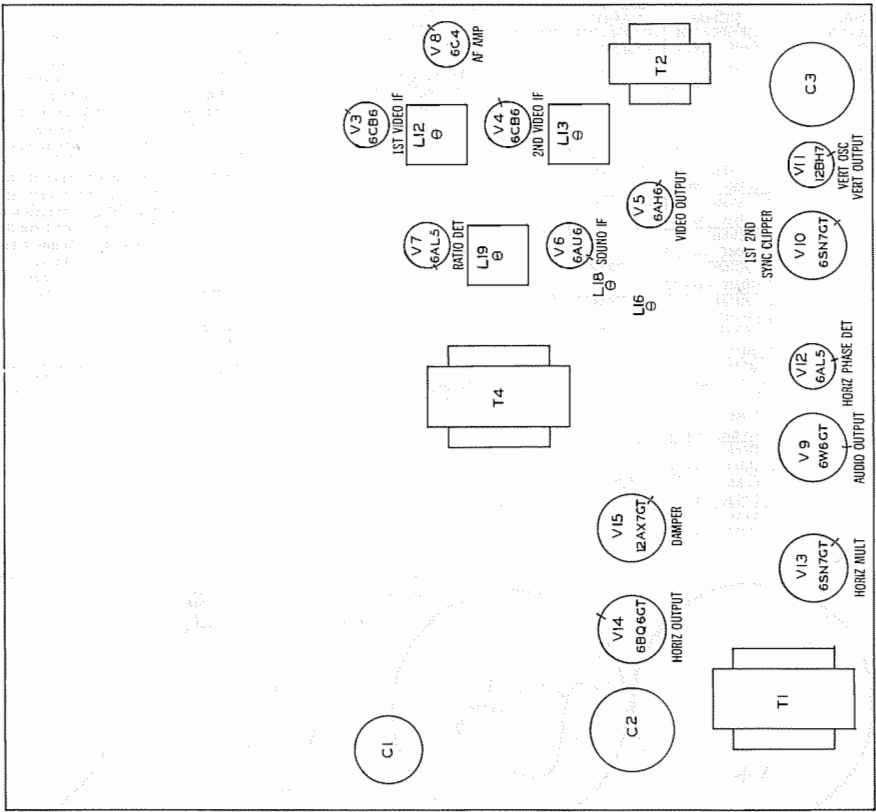 V3
6CB6
1ST VIDEO IF
C1
L12
V7
6AL5
RATIO DET
V8
6C4
AF AMP
L19
V4
6CB6
2ND VIDEO IF
T4
V6
6AU6
SOUND IF
L13
L18
L16
C2
V14
6BQ6GT
HORIZ OUTPUT
V15
12AX7GT
DAMPER
V5
6AH6
VIDEO OUTPUT
T2
T1
V13
6SN7GT
HORIZ MULT
V9
6W6GT
AUDIO OUTPUT
V12
6AL5
HORIZ PHASE DET
1ST 2ND
SYNC CLIPPER
V10
6SN7GT
V11
12BH7
VERT OSC
VERT OUTPUT
C3